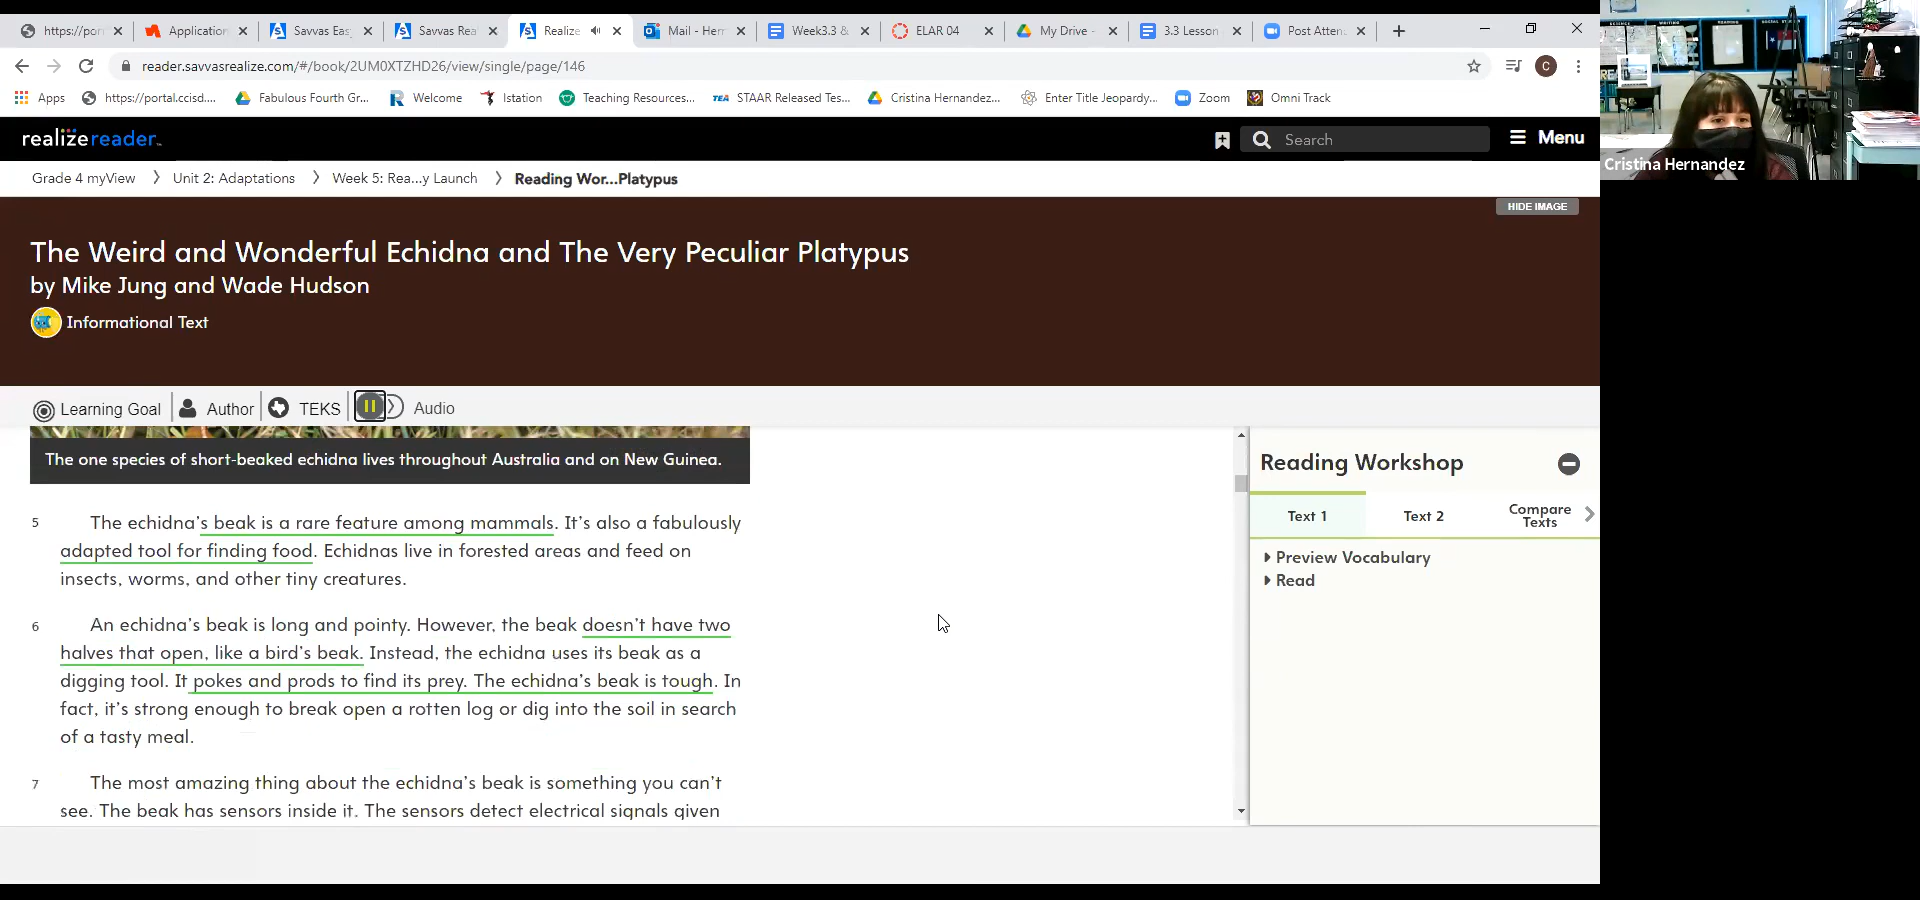 https://por
Application
Savvas Eas
Savvas Rea
Realize
Mail - Hern
Week3.3 &
ELAR 04
My Drive -
3.3 Lesson
Post Atten
reader.savvasrealize.com/#/book/2UM0XTZHD26/view/single/page/146
C
Apps
https://portal.ccisd....
Fabulous Fourth Gr...
Welcome
Istation
Teaching Resources...
TEA STAAR Released Tes...
Cristina Hernandez...
Enter Title Jeopardy...
Zoom
Omni Track
realizereader
Search
Menu
Grade 4 myView
Unit 2: Adaptations
Week 5: Rea...y Launch
Reading Wor...Platypus
HIDE IMAGE
The Weird and Wonderful Echidna and The Very Peculiar Platypus
by Mike Jung and Wade Hudson
Informational Text
Learning Goal
Author
TEKS
Audio
The one species of short-beaked echidna lives throughout Australia and on New Guinea.
5 The echidna's beak is a rare feature among mammals. It's also a fabulously
adapted tool for finding food. Echidnas live in forested areas and feed on
insects, worms, and other tiny creatures.
6 An echidna's beak is long and pointy. However, the beak doesn't have two
halves that open, like a bird's beak. Instead, the echidna uses its beak as a
digging tool. It pokes and prods to find its prey. The echidna's beak is tough. In
fact, it's strong enough to break open a rotten log or dig into the soil in search
of a tasty meal.
7 The most amazing thing about the echidna's beak is something you can't
see. The beak has sensors inside it. The sensors detect electrical signals given
Reading Workshop
Text 1
Text 2
Compare
Texts
Preview Vocabulary
Read
WRITING
READING
Cristina Hernandez